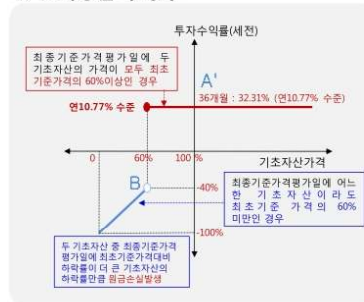 투자수익률(세전)
최종기준가격평가일에 두
기초자산의 가격이 모두 최초
기준가격의 60%이상인 경우
A'
36개월 : 32.31% (연10.77% 수준)
연10.77% 수준
0
60%
100 %
기초자산가격
B
-40%
최종기준가격평가일에 어느
한 기초자산이라도
최초기준 가격의 60%
미만인 경우
-100%
두 기초자산 중 최종기준가격
평가일에 최초기준가격대비
하락률이 더 큰 기초자산의
하락률만큼 원금손실발생